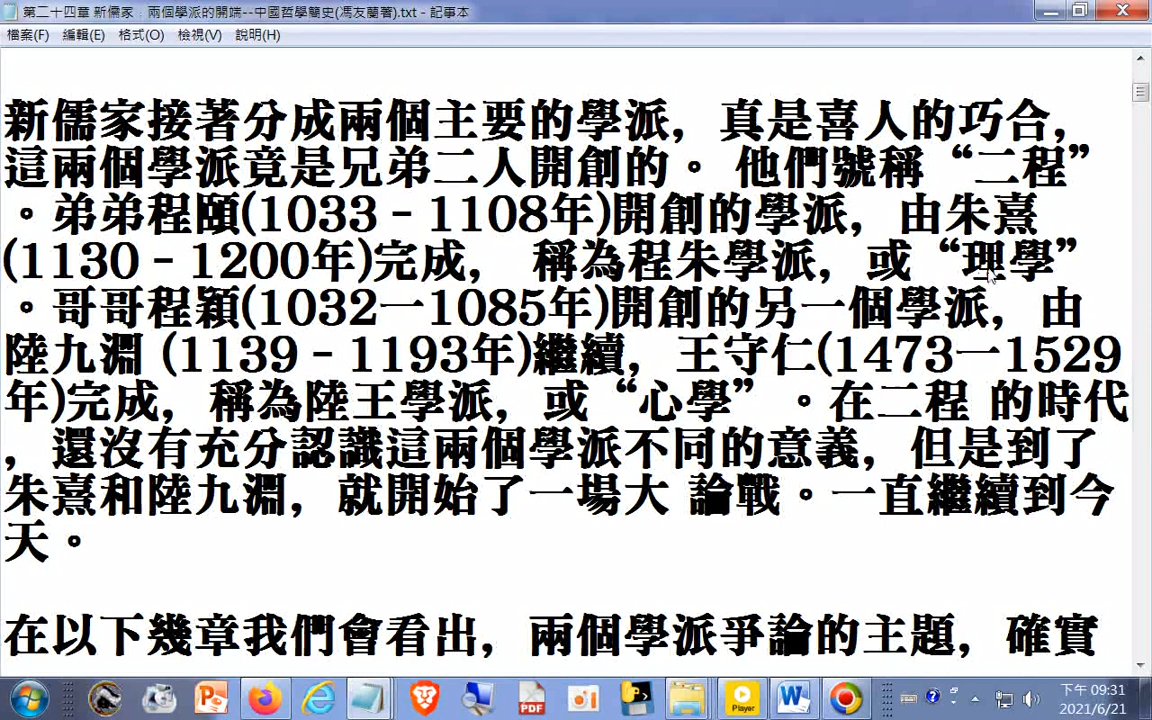 第二十四章 新儒家：兩個學派的開端--中國哲學簡史(馮友蘭著).txt - 記事本
檔案(F) 編輯(E) 格式(O) 檢視(V) 說明(H)
新儒家接著分成兩個主要的學派，真是喜人的巧合，
這兩個學派竟是兄弟二人開創的。 他們號稱“二程”
。弟弟程頤(1033－1108年)開創的學派，由朱熹
(1130－1200年)完成， 稱為程朱學派，或“理學”
。哥哥程顥(1032一1085年)開創的另一個學派，由
陸九淵 (1139－1193年)繼續，王守仁(1473一1529
年)完成，稱為陸王學派，或“心學”。在二程 的時代
，還沒有充分認識這兩個學派不同的意義，但是到了
朱熹和陸九淵，就開始了一場大 論戰。一直繼續到今
天。
在以下幾章我們會看出，兩個學派爭論的主題，確實
PDF
Player
下午 09:31
2021/6/21